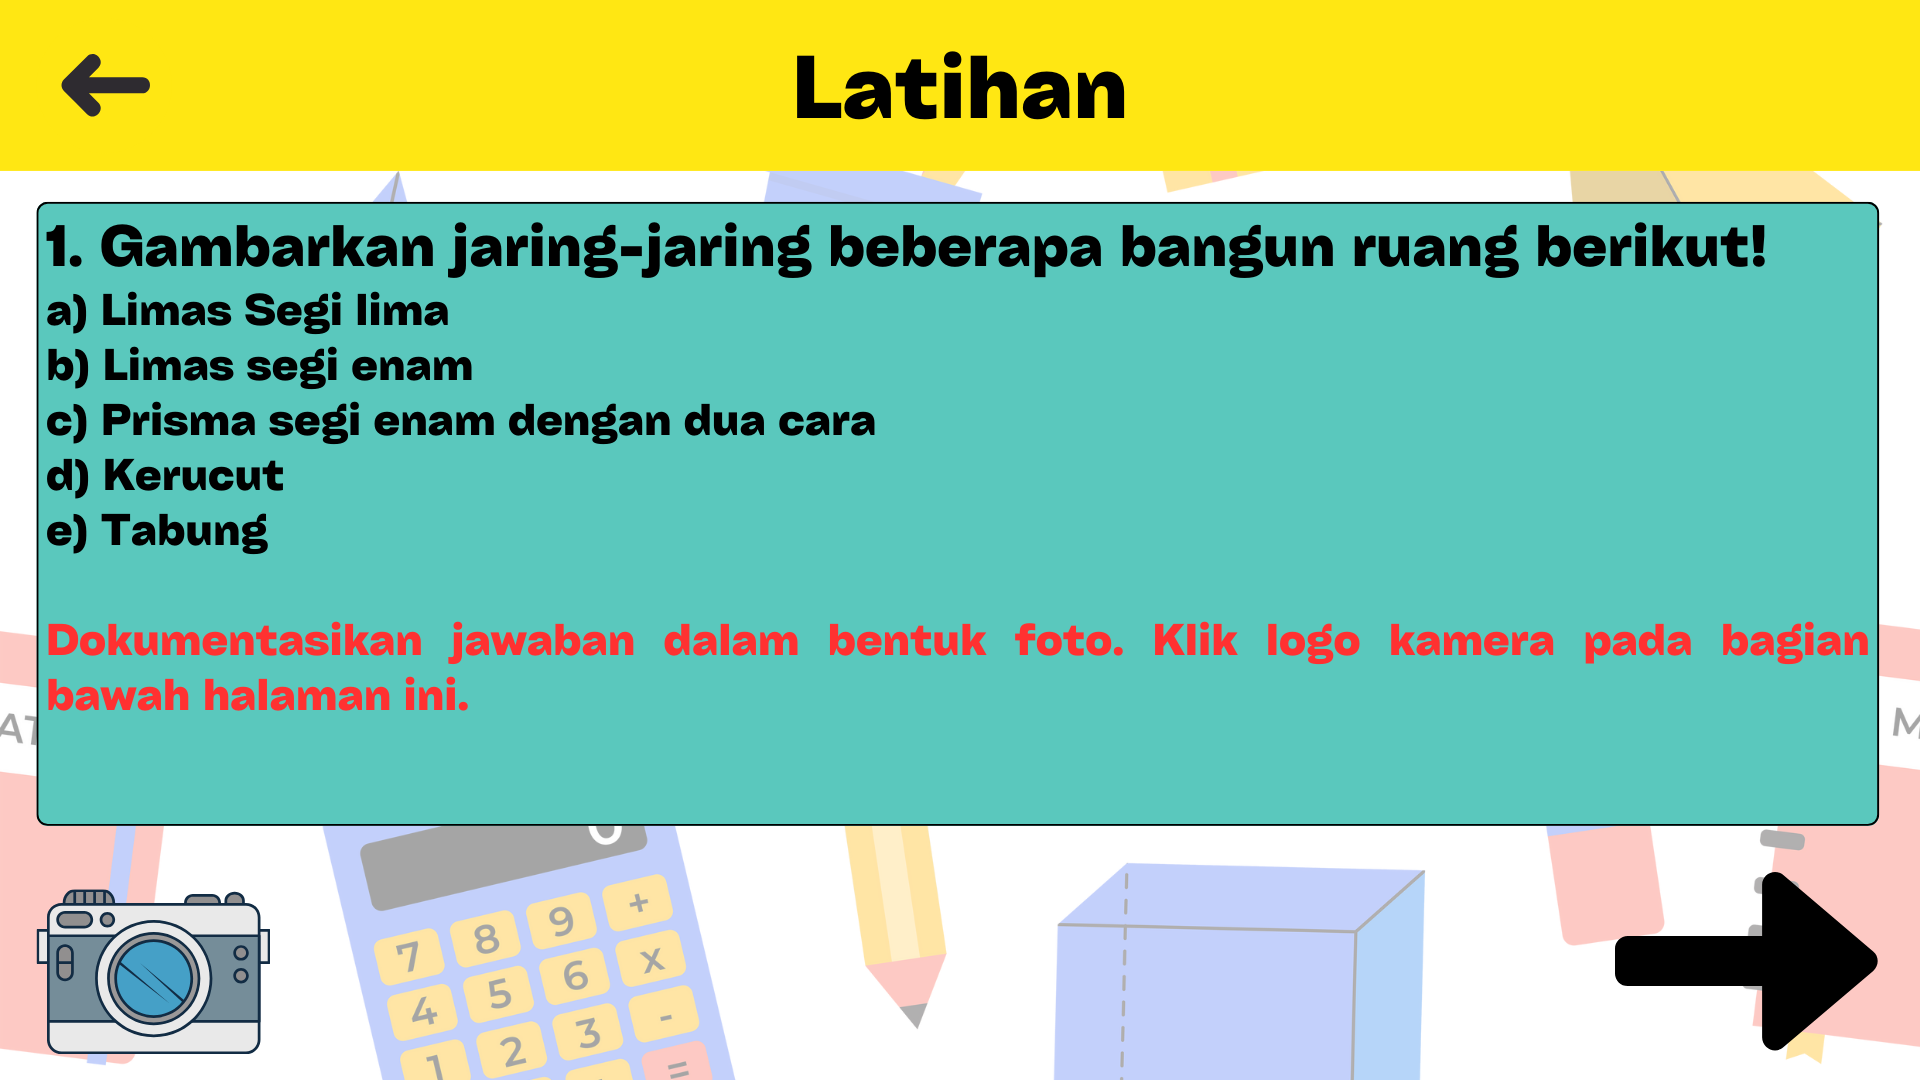 Latihan
1. Gambarkan jaring-jaring beberapa bangun ruang berikut!
a) Limas Segi lima
b) Limas segi enam
c) Prisma segi enam dengan dua cara
d) Kerucut
e) Tabung
Dokumentasikan jawaban dalam bentuk foto. Klik logo kamera pada bagian
bawah halaman ini.
AT
M
0
7 8 9 +
4 5 6 x
1 2 3 -
=